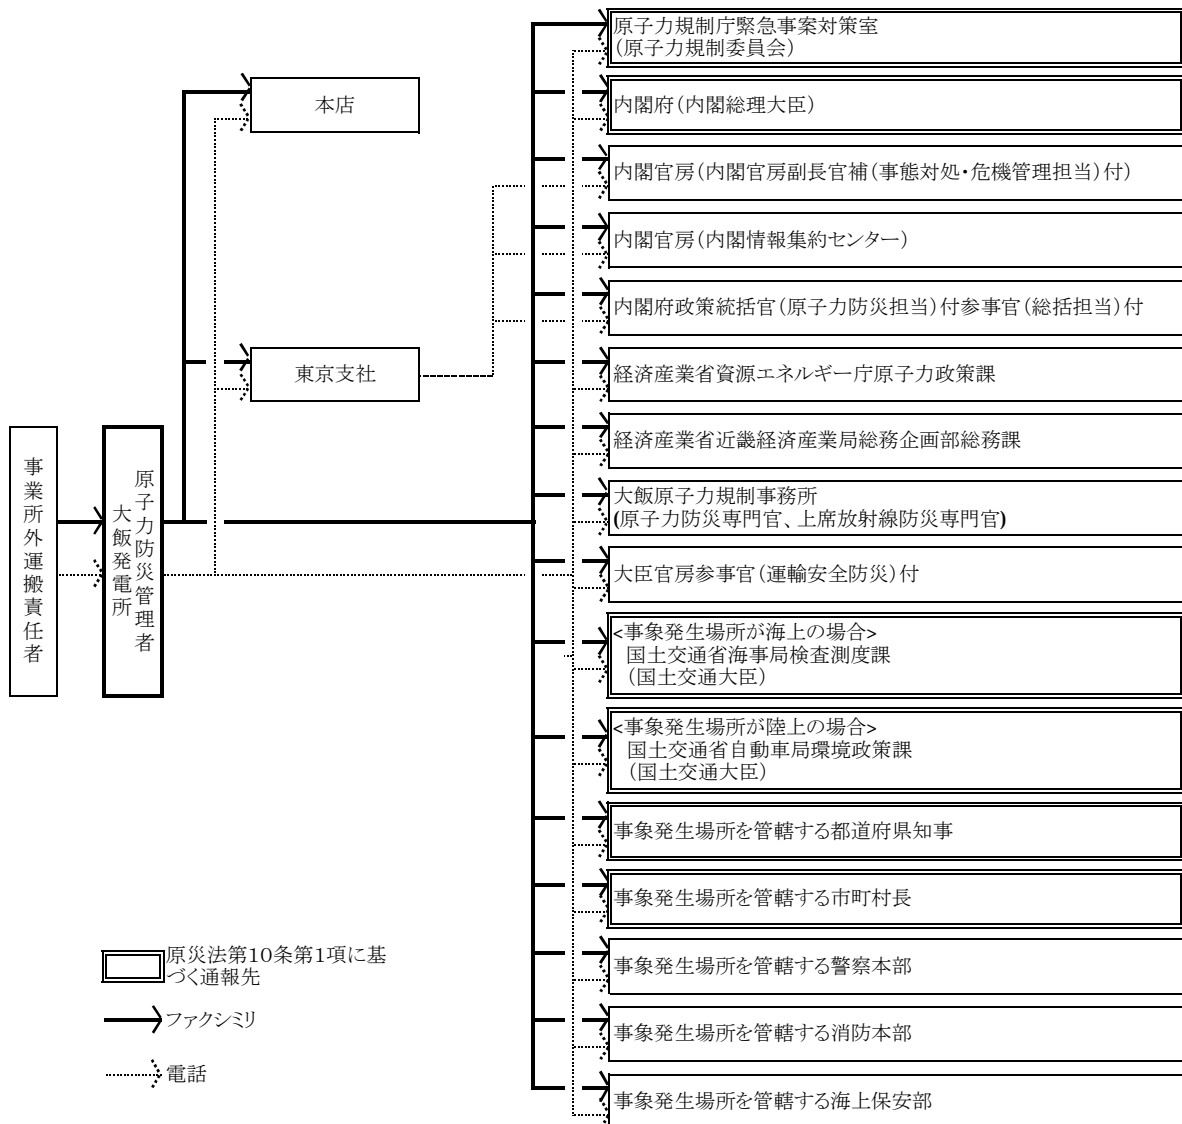 原子力規制庁緊急事案対策室
(原子力規制委員会)
本店
内閣府(内閣総理大臣)
内閣官房(内閣官房副長官補(事態対処・危機管理担当)付)
内閣官房(内閣情報集約センター)
内閣府政策統括官(原子力防災担当)付参事官(総括担当)付
東京支社
経済産業省資源エネルギー庁原子力政策課
経済産業省近畿経済産業局総務企画部総務課
事業所外運搬責任者
原子力防災管理者
大飯発電所
大飯原子力規制事務所
(原子力防災専門官、上席放射線防災専門官)
大臣官房参事官(運輸安全防災)付
<事象発生場所が海上の場合>
国土交通省海事局検査測度課
(国土交通大臣)
<事象発生場所が陸上の場合>
国土交通省自動車局環境政策課
(国土交通大臣)
事象発生場所を管轄する都道府県知事
事象発生場所を管轄する市町村長
事象発生場所を管轄する警察本部
事象発生場所を管轄する消防本部
事象発生場所を管轄する海上保安部
原災法第10条第1項に基
づく通報先
ファクシミリ
電話